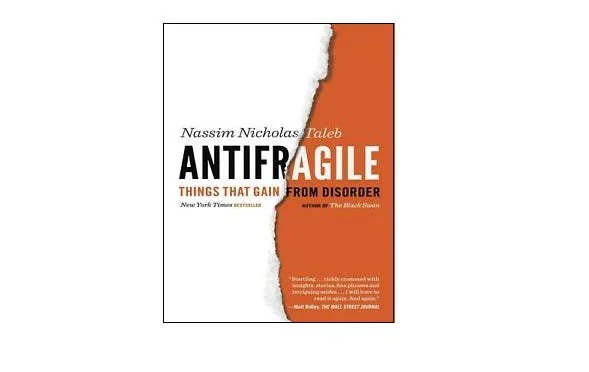 Nassim Nicholas Taleb
ANTIFRAGILE
THINGS THAT GAIN FROM DISORDER
New York Times BESTSELLER AUTHOR OF The Black Swan
"Startling . . . richly crammed with
insights, stories, fine phrases and
intriguing asides . . . I will have to
read it again. And again."
—Matt Ridley, THE WALL STREET JOURNAL